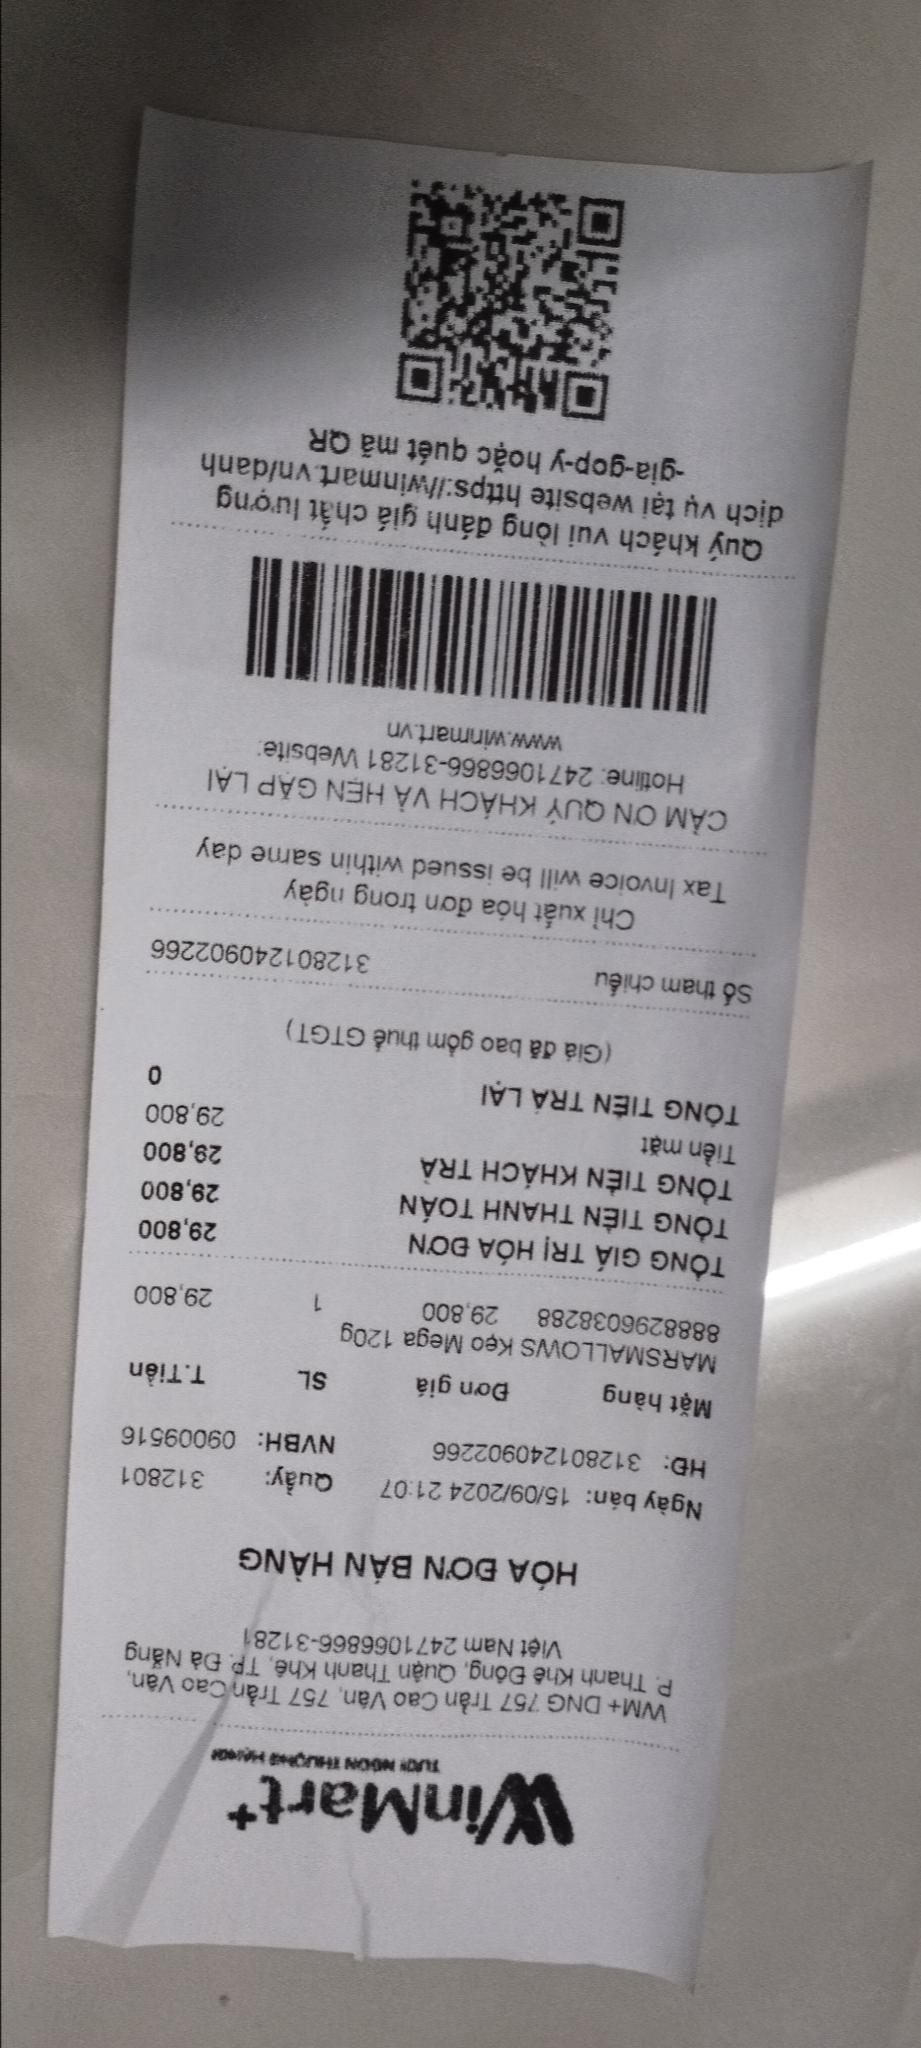 WinMart+
TƯƠI NGON THƯỢNG HẠNG!
WM+ DNG 757 Trần Cao Vân, 757 Trần Cao Vân,
P. Thanh Khê Đông, Quận Thanh Khê, TP. Đà Nẵng
Việt Nam 2471066866-31281
HÓA ĐƠN BÁN HÀNG
Ngày bán: 15/09/2024 21:07 Quầy: 312801
HĐ: 312801240902266 NVBH: 09009516
Mặt hàng Đơn giá SL T.Tiền
MARSMALLOWS Kẹo Mega 120g
8888296038288 29,800 1 29,800
TỔNG GIÁ TRỊ HÓA ĐƠN 29,800
TỔNG TIỀN THANH TOÁN 29,800
TỔNG TIỀN KHÁCH TRẢ 29,800
Tiền mặt 29,800
TỔNG TIỀN TRẢ LẠI 0
(Giá đã bao gồm thuế GTGT)
Số tham chiếu 312801240902266
Chỉ xuất hóa đơn trong ngày
Tax Invoice will be issued within same day
CẢM ƠN QUÝ KHÁCH VÀ HẸN GẶP LẠI
Hotline: 2471066866-31281 Website:
www.winmart.vn
Quý khách vui lòng đánh giá chất lượng
dịch vụ tại website https://winmart.vn/danh
-gia-gop-y hoặc quét mã QR